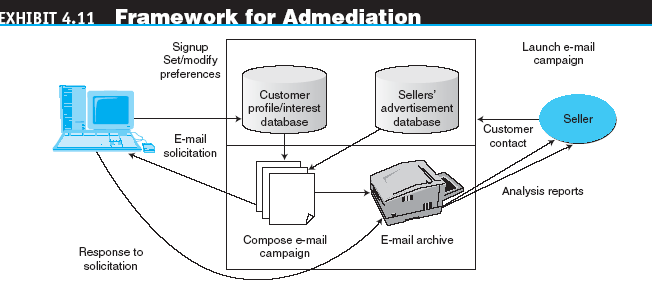 EXHIBIT 4.11 Framework for Admediation
Signup
Set/modify
preferences
Launch e-mail
campaign
Customer
profile/interest
database
Sellers’
advertisement
database
Seller
E-mail
solicitation
Customer
contact
Analysis reports
Compose e-mail
campaign
E-mail archive
Response to
solicitation